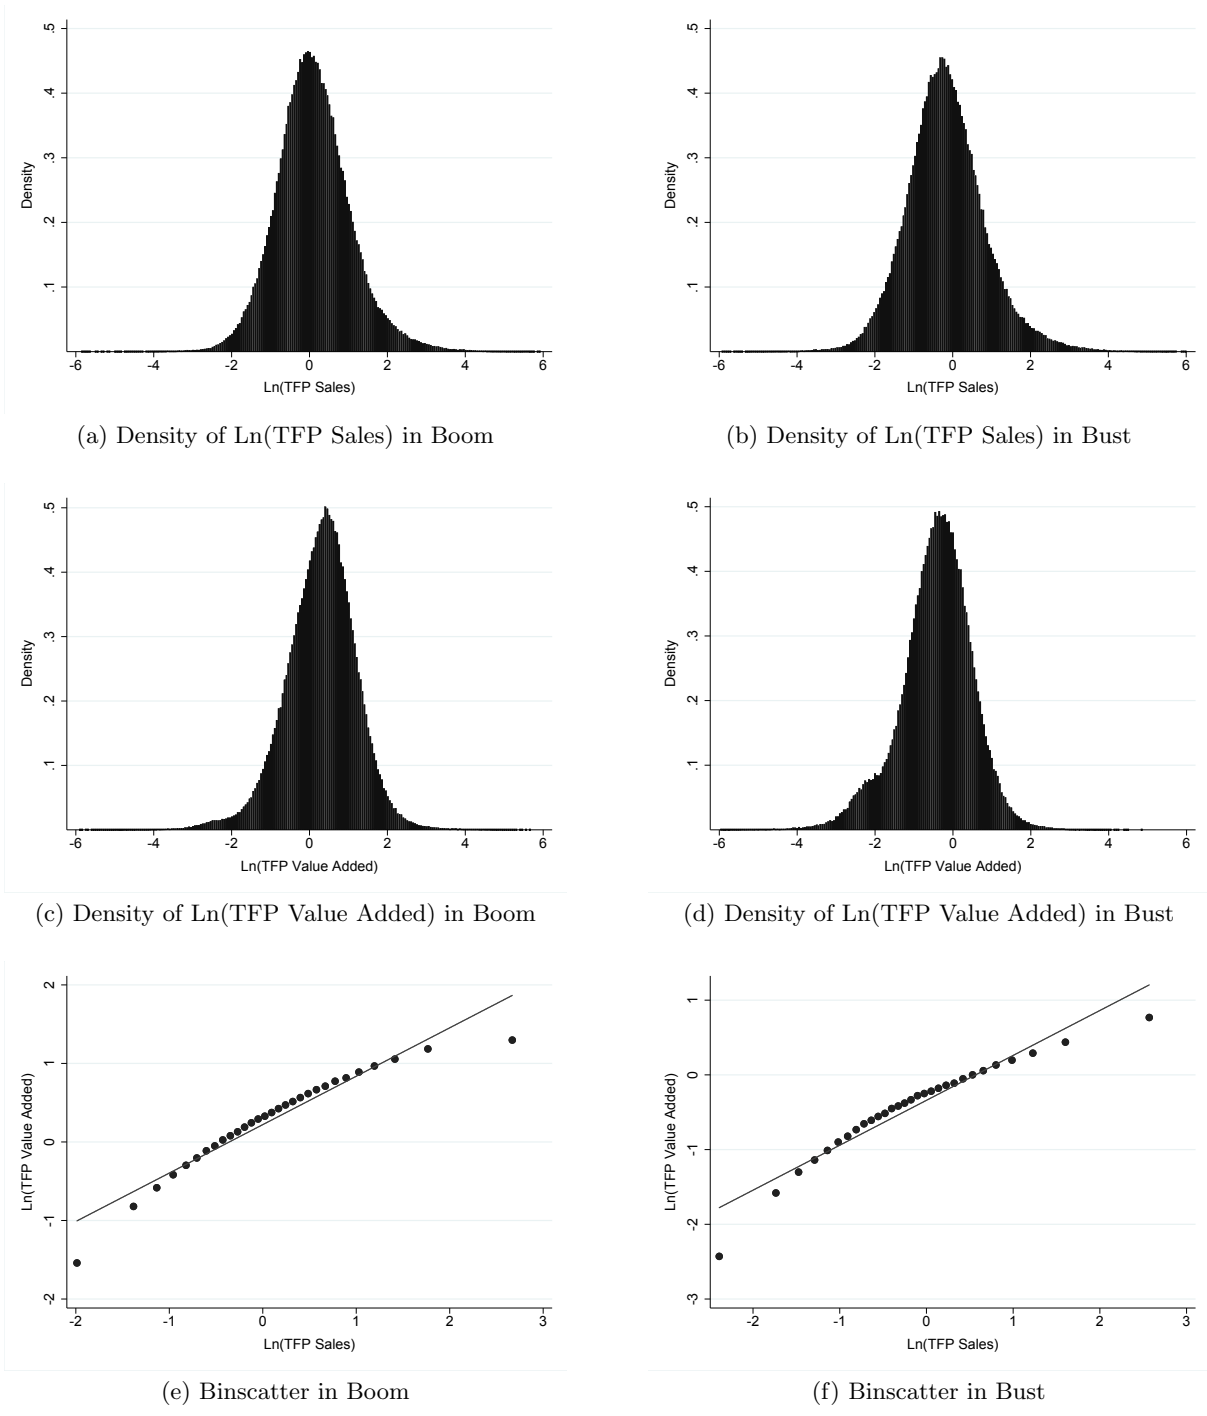 .5
.4
.3
.2
.1
Density
-6 -4 -2 0 2 4 6
Ln(TFP Sales)
(a) Density of Ln(TFP Sales) in Boom
.5
.4
.3
.2
.1
Density
-6 -4 -2 0 2 4 6
Ln(TFP Sales)
(b) Density of Ln(TFP Sales) in Bust
.5
.4
.3
.2
.1
Density
-6 -4 -2 0 2 4 6
Ln(TFP Value Added)
(c) Density of Ln(TFP Value Added) in Boom
.5
.4
.3
.2
.1
Density
-6 -4 -2 0 2 4 6
Ln(TFP Value Added)
(d) Density of Ln(TFP Value Added) in Bust
2
1
0
-1
-2
Ln(TFP Value Added)
-2 -1 0 1 2 3
Ln(TFP Sales)
(e) Binscatter in Boom
1
0
-1
-2
-3
Ln(TFP Value Added)
-2 -1 0 1 2 3
Ln(TFP Sales)
(f) Binscatter in Bust